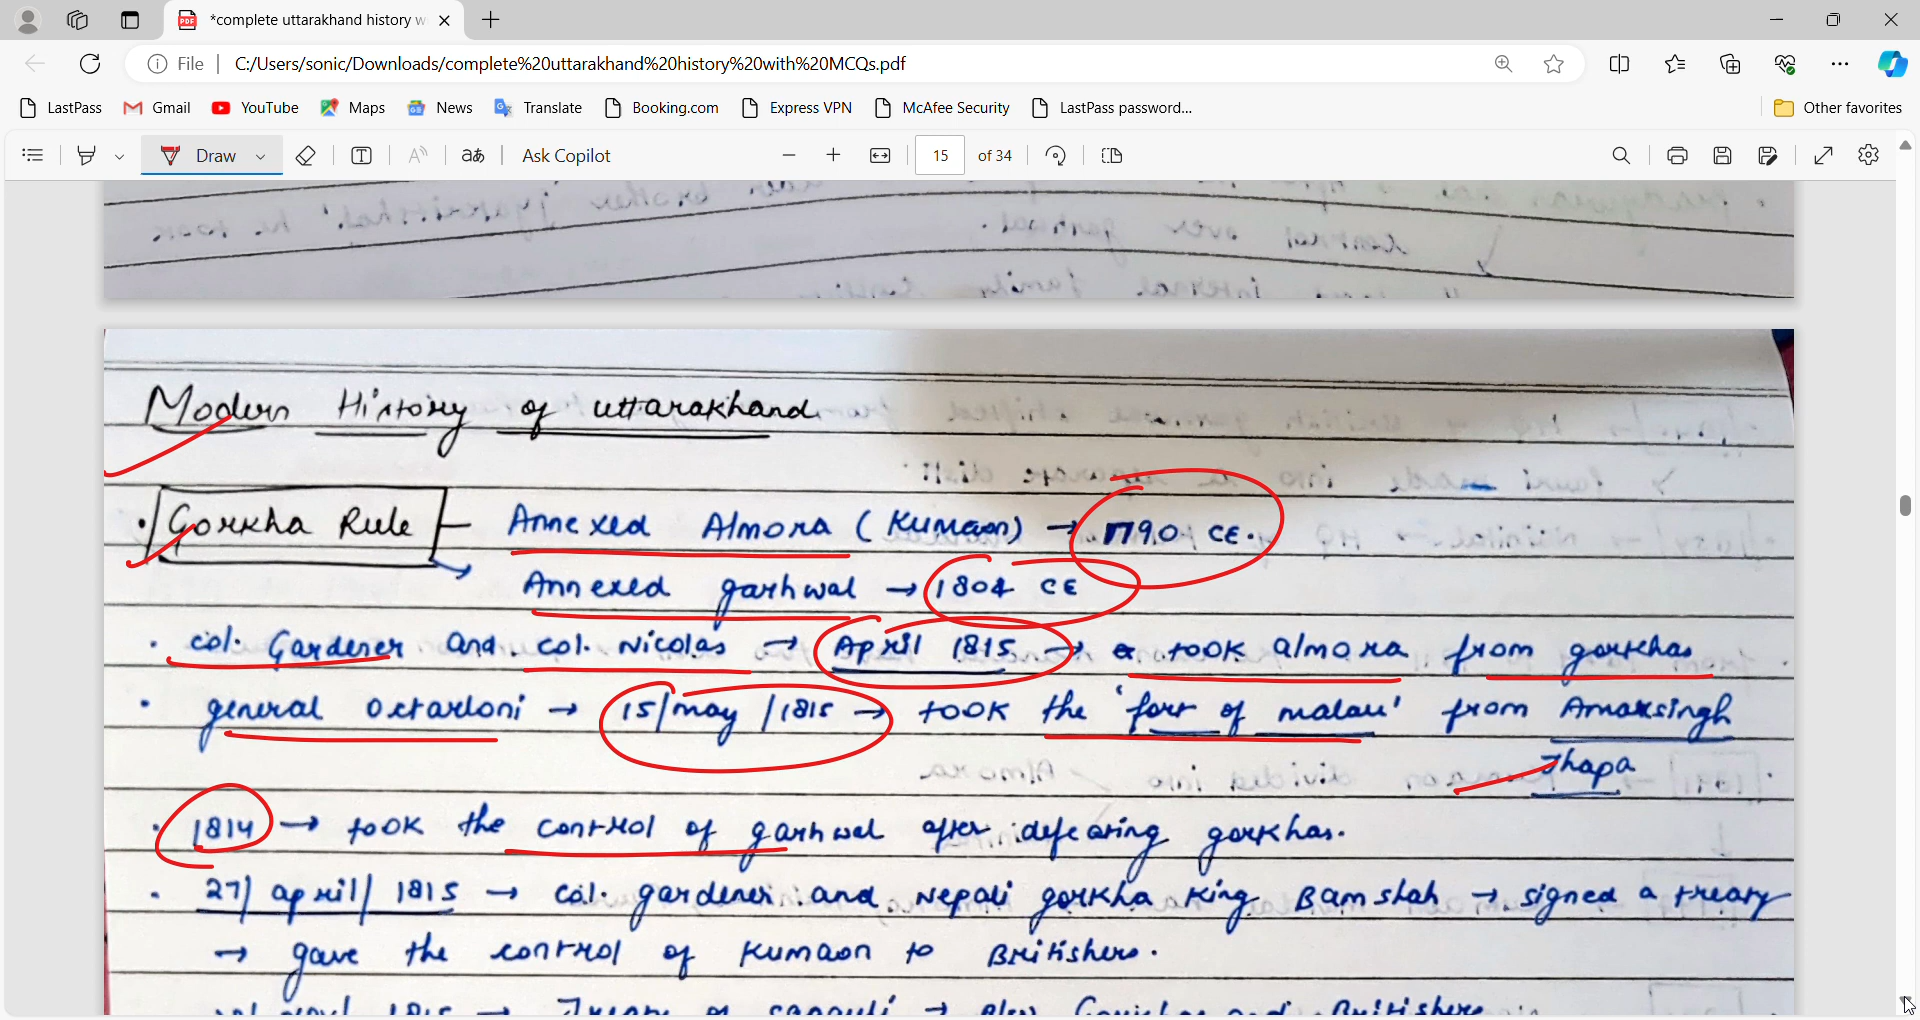 *complete uttarakhand history w
File
C:/Users/sonic/Downloads/complete%20uttarakhand%20history%20with%20MCQs.pdf
LastPass Gmail YouTube Maps News Translate Booking.com Express VPN McAfee Security LastPass password... Other favorites
Draw Ask Copilot 15 of 34
Modern History of uttarakhand
· Gorkha Rule – Annexed Almora (Kumaon) → 1790 CE.
Annexed garhwal → 1804 CE
· col. Gardener and col. Nicolas → April 1815 → took almora from gorkhas
· general Octarloni → 15/may/1815 → took the 'fort of malau' from Amarsingh
Thapa
· 1814 → took the control of garhwal after defearing gorkhas.
· 27/april/1815 → col. gardener and Nepali gorkha King Bam shah → signed a treaty
→ gave the control of Kumaon to Britishers.